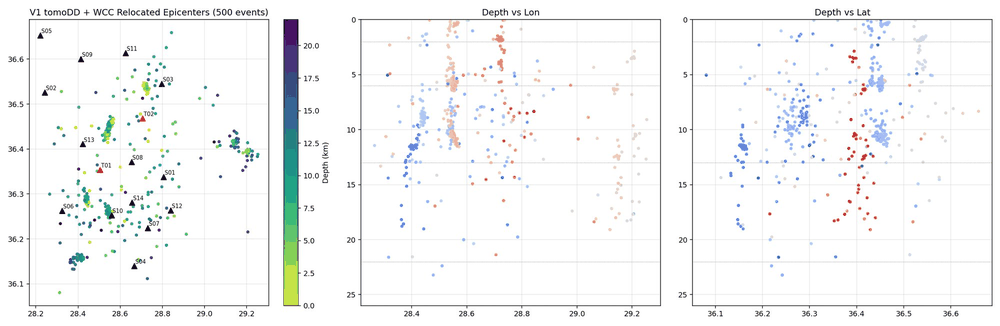 V1 tomoDD + WCC Relocated Epicenters (500 events)
S05
S11
S09
36.6
S03
S02
36.5
T02
S13
36.4
S08
T01
S01
36.3
S14
S06
S10
S12
S07
36.2
S04
36.1
28.2 28.4 28.6 28.8 29.0 29.2
20.0
17.5
15.0
12.5
10.0
7.5
5.0
2.5
0.0
Depth (km)
Depth vs Lon
0
5
10
15
20
25
28.4 28.6 28.8 29.0 29.2
Depth vs Lat
0
5
10
15
20
25
36.1 36.2 36.3 36.4 36.5 36.6